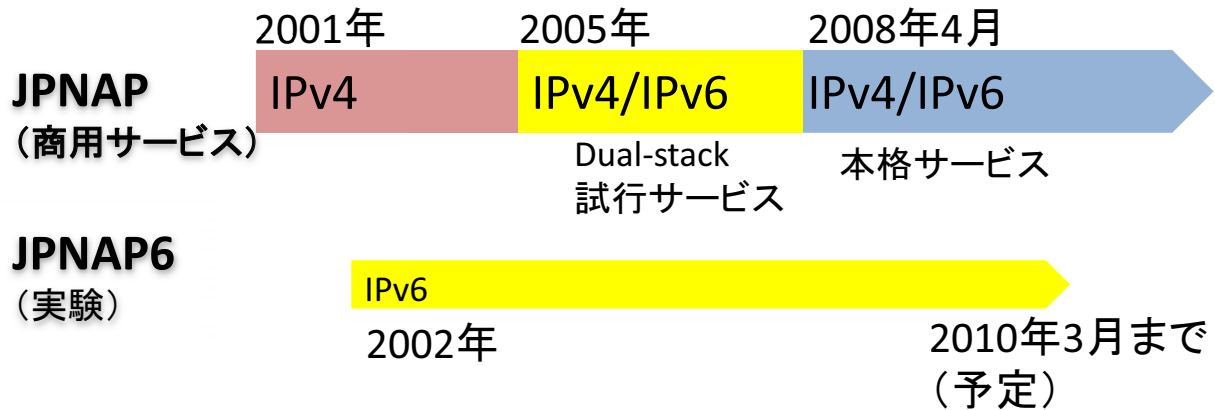 2001年 2005年 2008年4月
JPNAP IPv4 IPv4/IPv6 IPv4/IPv6
（商用サービス）
Dual-stack
試行サービス
本格サービス
JPNAP6
（実験）
IPv6
2002年
2010年3月まで
（予定）